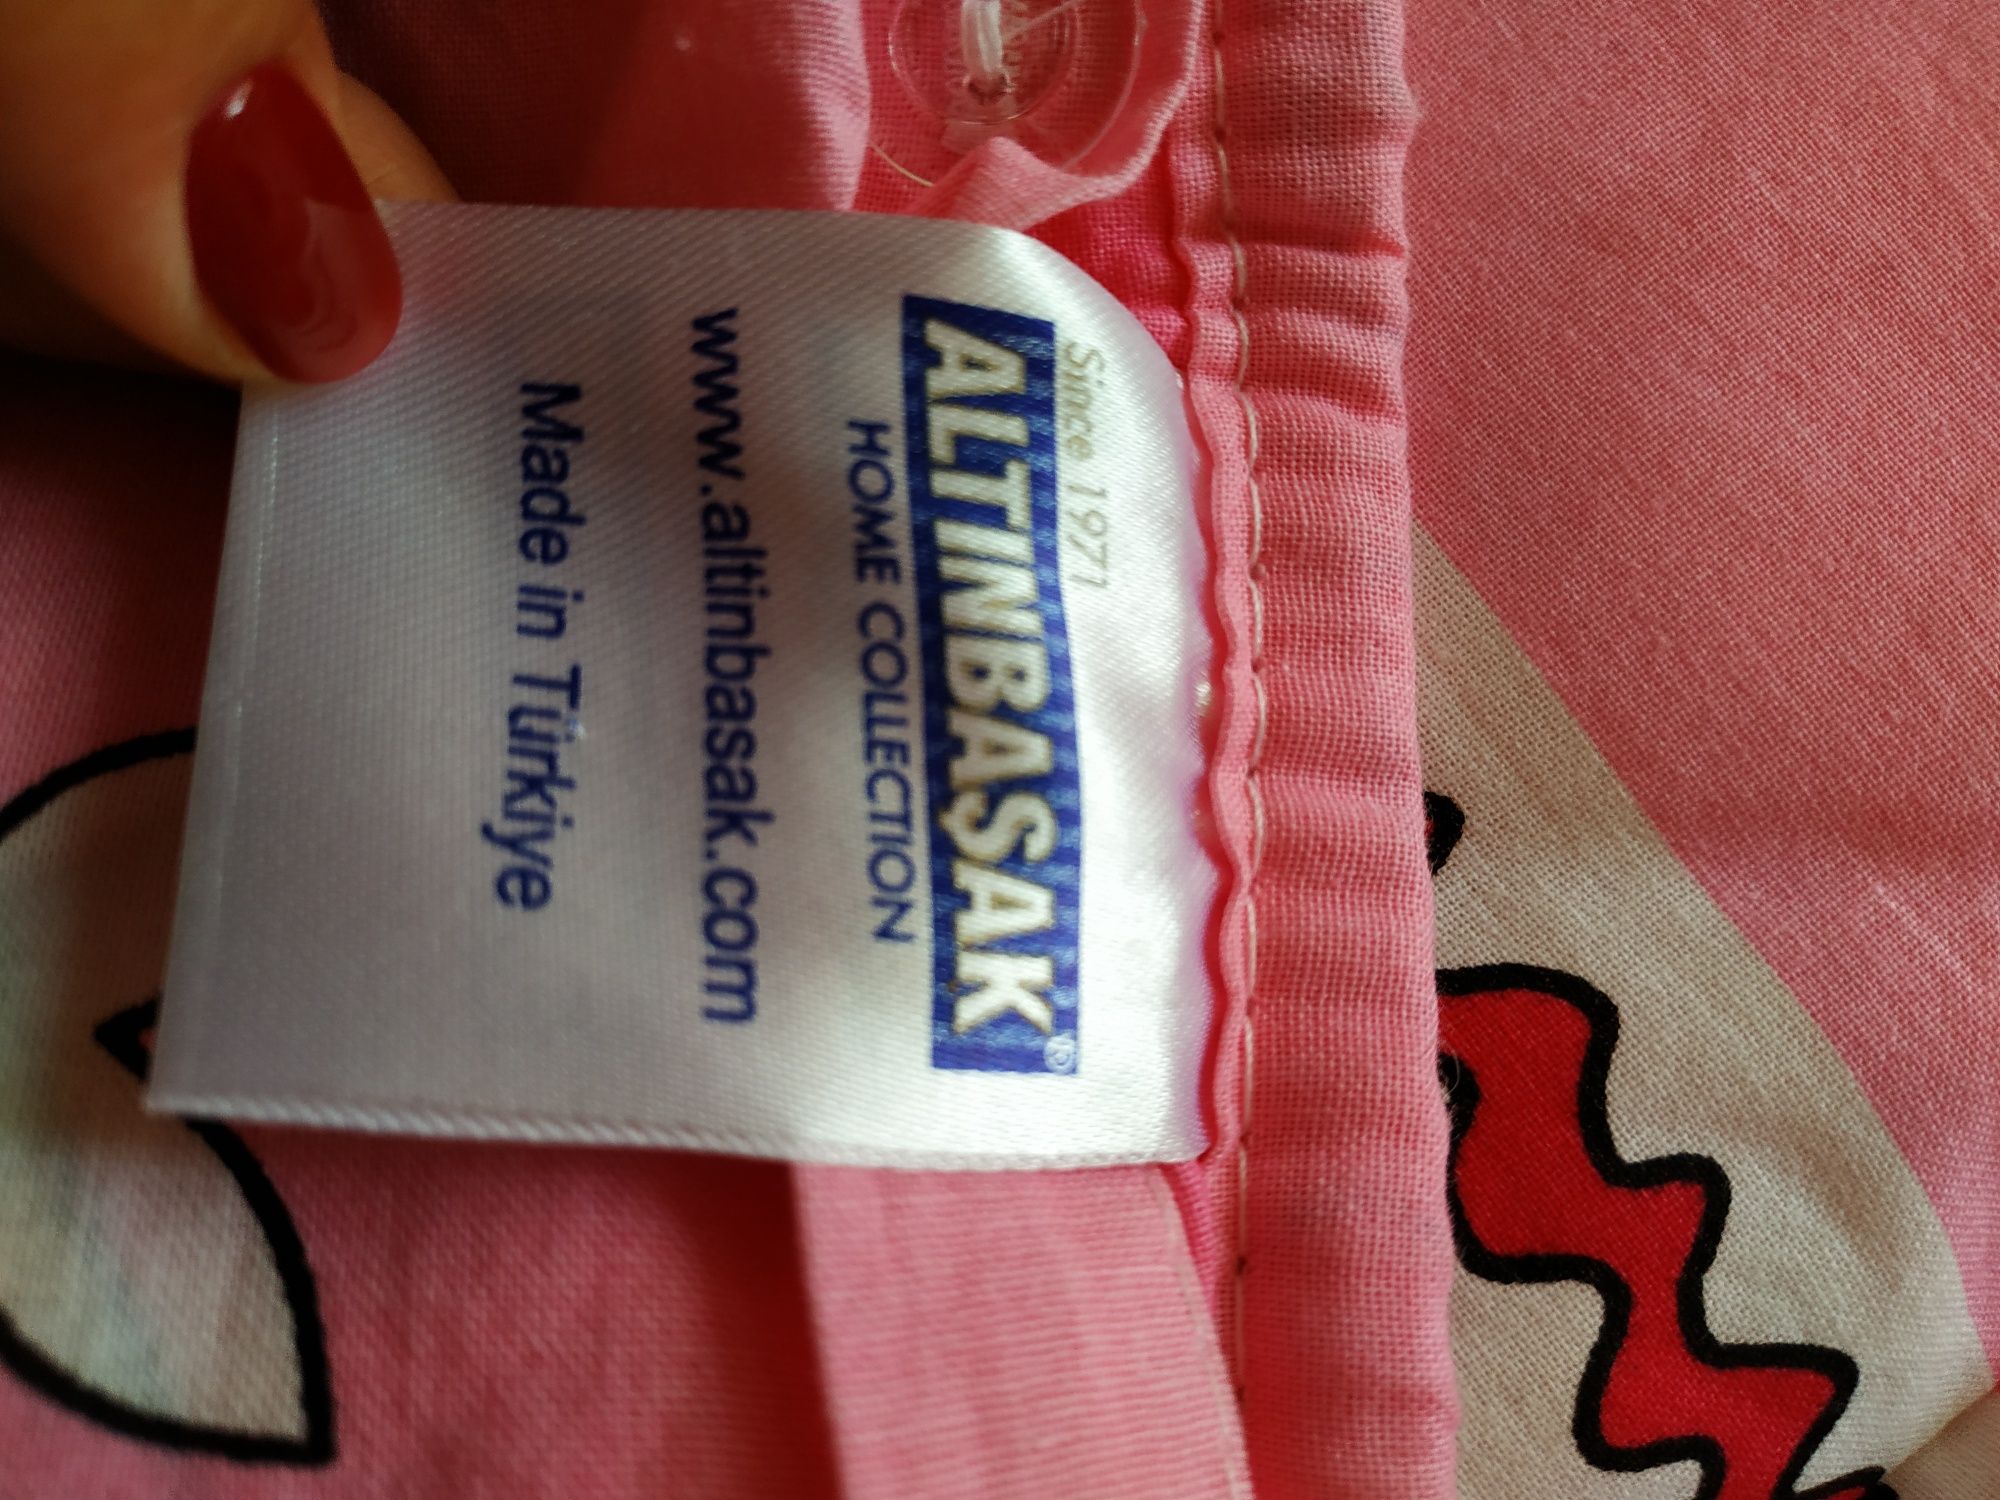 Since 1971
ALTINBAŞAK®
HOME COLLECTION
www.altinbasak.com
Made in Türkiye